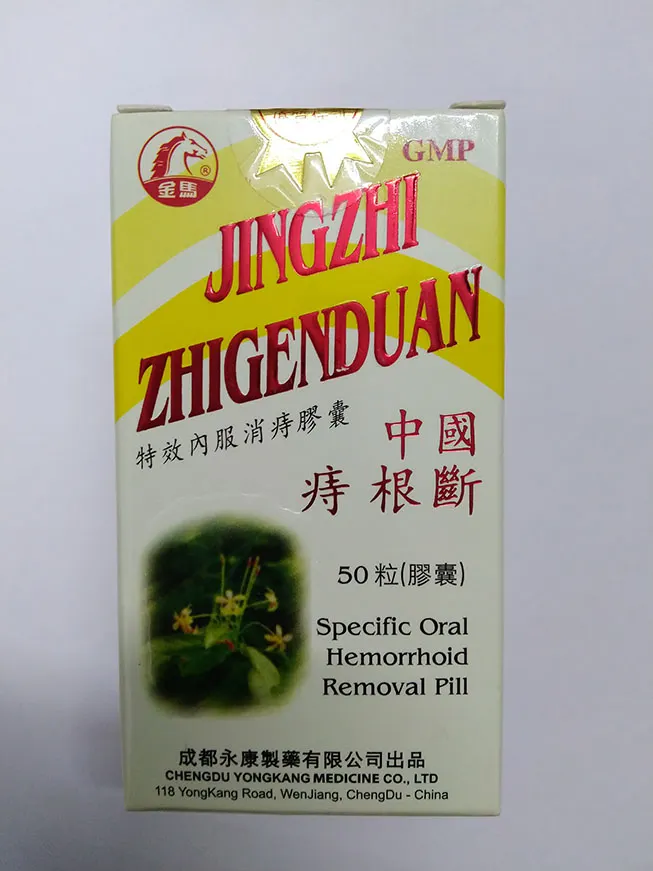 GMP
金馬
®
JINGZHI
ZHIGENDUAN
特效內服消痔膠囊
中國
痔根斷
50粒(膠囊)
Specific Oral
Hemorrhoid
Removal Pill
成都永康製藥有限公司出品
CHENGDU YONGKANG MEDICINE CO., LTD
118 YongKang Road, WenJiang, ChengDu - China